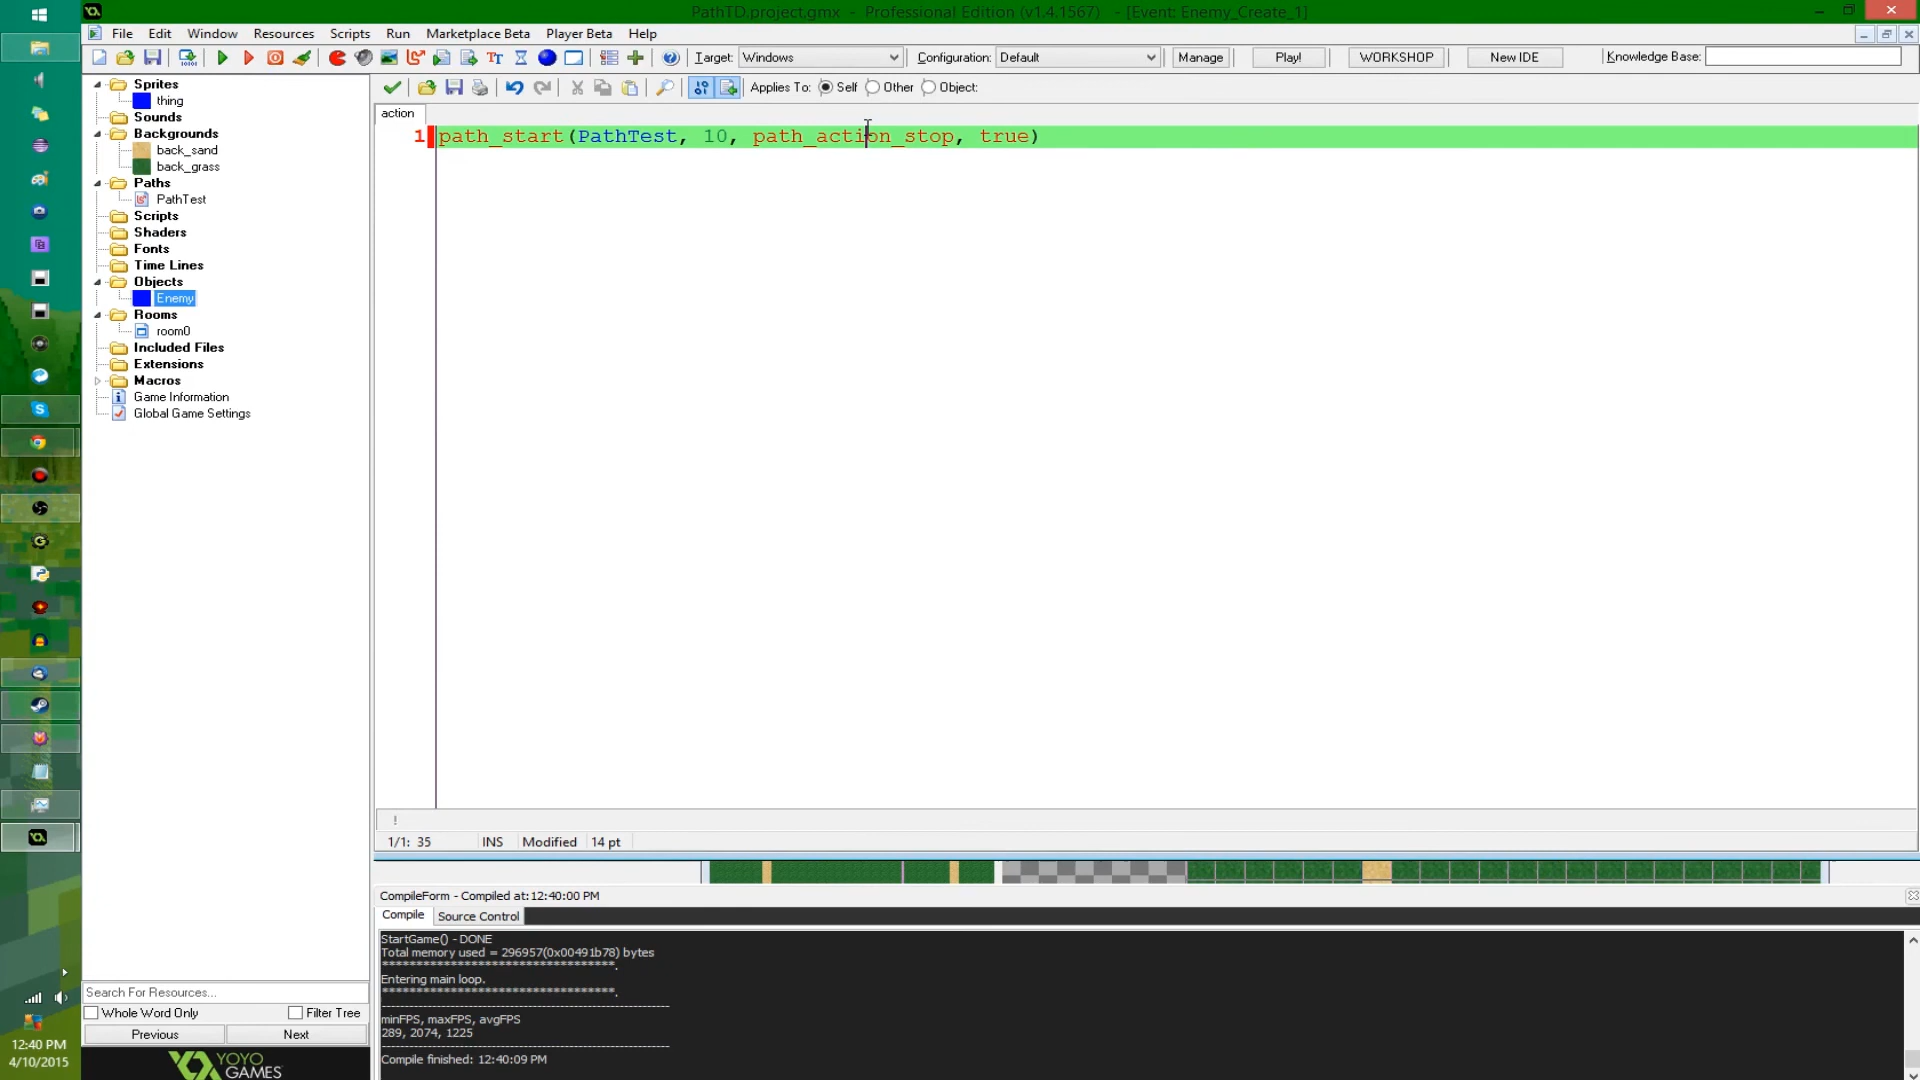 PathTD.project.gmx - Professional Edition (v1.4.1567) - [Event: Enemy_Create_1]
File Edit Window Resources Scripts Run Marketplace Beta Player Beta Help
Target: Windows Configuration: Default Manage Play! WORKSHOP New IDE Knowledge Base:
Applies To: Self Other Object:
action
1 path_start(PathTest, 10, path_action_stop, true)
Sprites
thing
Sounds
Backgrounds
back_sand
back_grass
Paths
PathTest
Scripts
Shaders
Fonts
Time Lines
Objects
Enemy
Rooms
room0
Included Files
Extensions
Macros
Game Information
Global Game Settings
1/1: 35 INS Modified 14 pt
CompileForm - Compiled at:12:40:00 PM
Compile Source Control
StartGame() - DONE
Total memory used = 296957(0x00491b78) bytes
**********************************.
Entering main loop.
**********************************.
minFPS, maxFPS, avgFPS
289, 2074, 1225
Compile finished: 12:40:09 PM
Search For Resources...
Whole Word Only Filter Tree
Previous Next
YOYO
GAMES
12:40 PM
4/10/2015